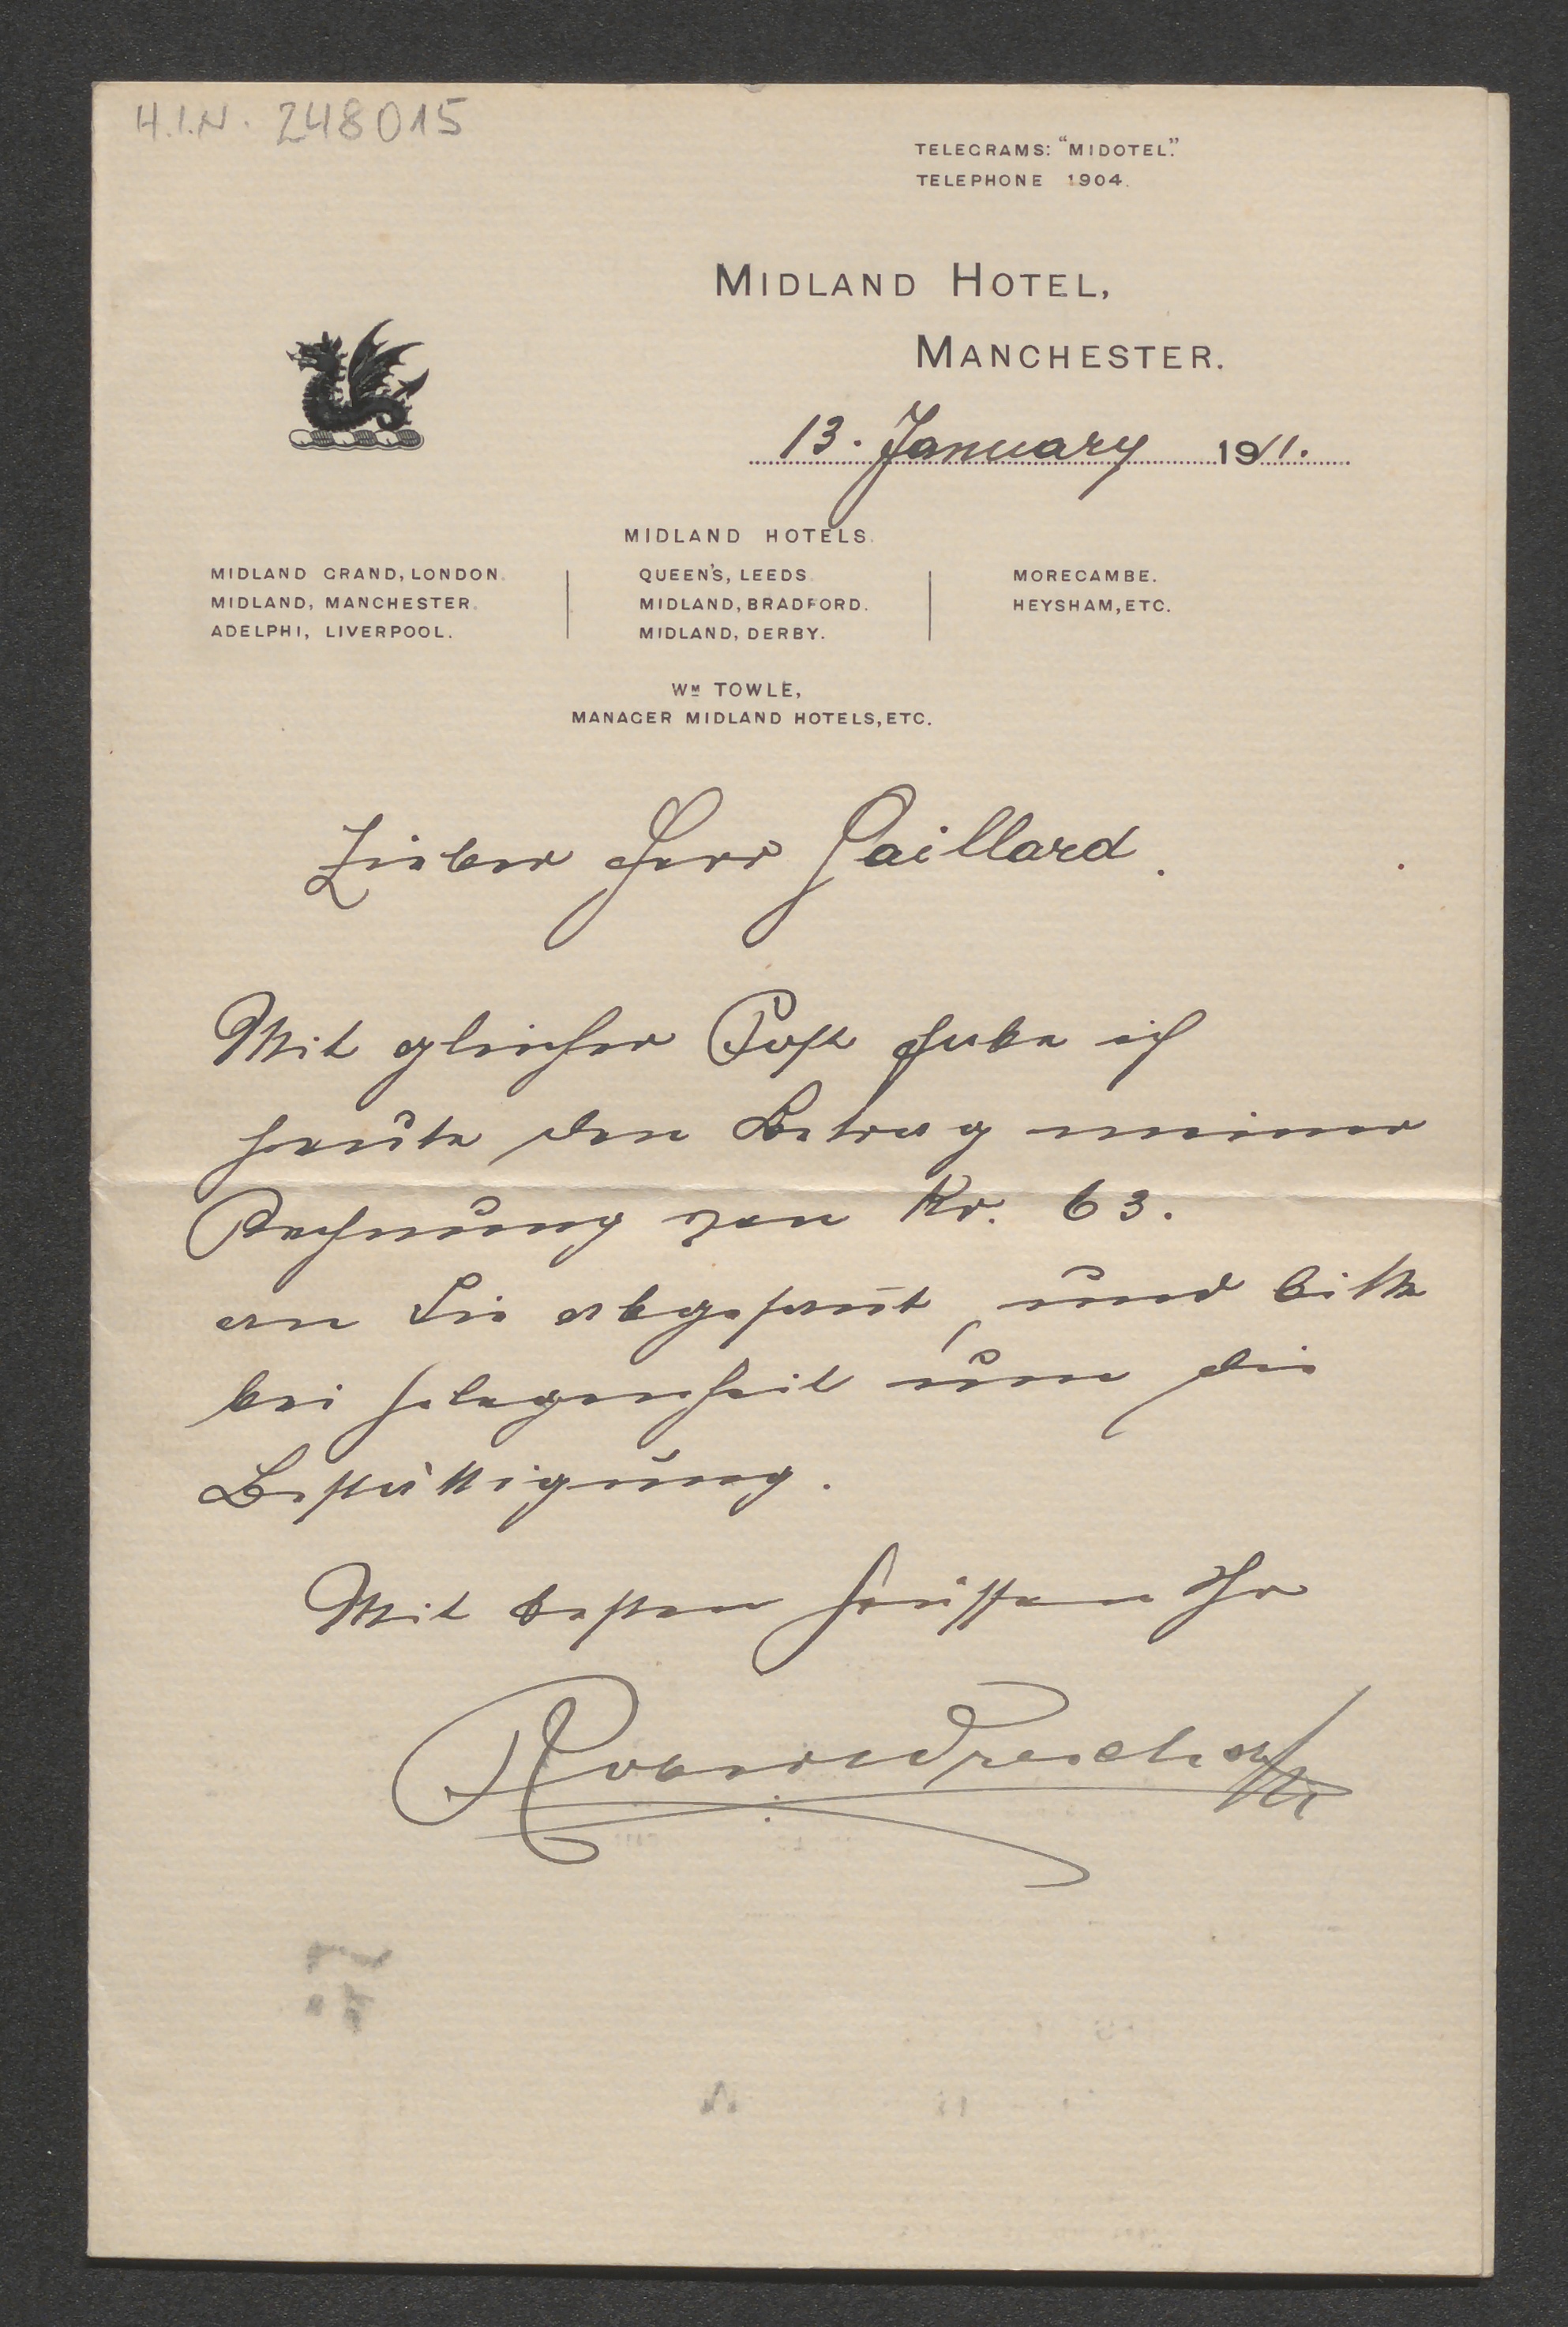 H.I.N. 248015
TELEGRAMS: "MIDOTEL".
TELEPHONE 1904.
MIDLAND HOTEL,
MANCHESTER.
13. January 1911.
MIDLAND HOTELS.
MIDLAND GRAND, LONDON.
MIDLAND, MANCHESTER.
ADELPHI, LIVERPOOL.
QUEEN'S, LEEDS.
MIDLAND, BRADFORD.
MIDLAND, DERBY.
MORECAMBE.
HEYSHAM, ETC.
WM TOWLE,
MANAGER MIDLAND HOTELS, ETC.
Lieber Herr Gaillard.
Mit gleicher Post habe ich
heute den Betrag meiner
Rechnung von Kr. 63.
an Sie abgesant, und bitte
bei Gelegenheit um die
Bestättigung.
Mit besten Grüssen Ihr